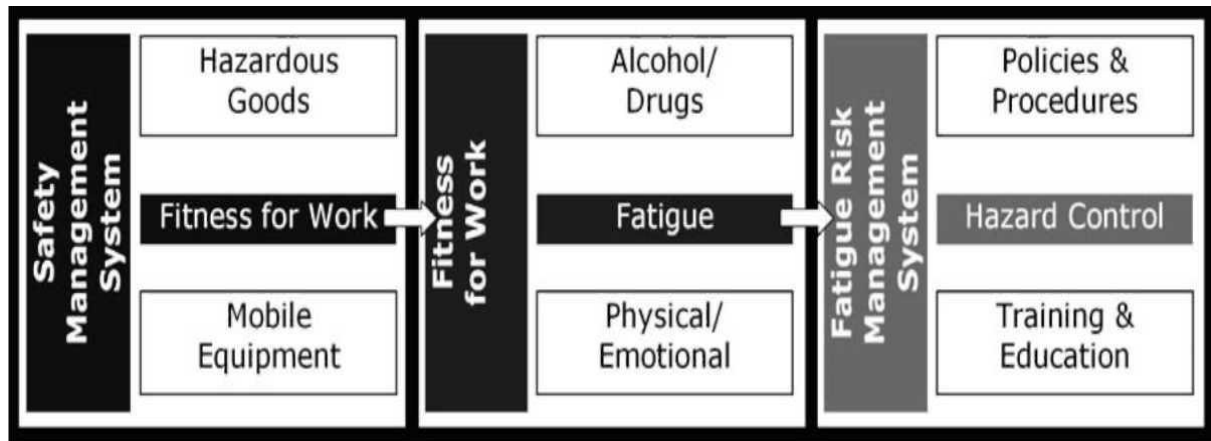 Safety
Management
System
Hazardous
Goods
Fitness for Work
Mobile
Equipment
Fitness
for Work
Alcohol/
Drugs
Fatigue
Physical/
Emotional
Fatigue Risk
Management
System
Policies &
Procedures
Hazard Control
Training &
Education